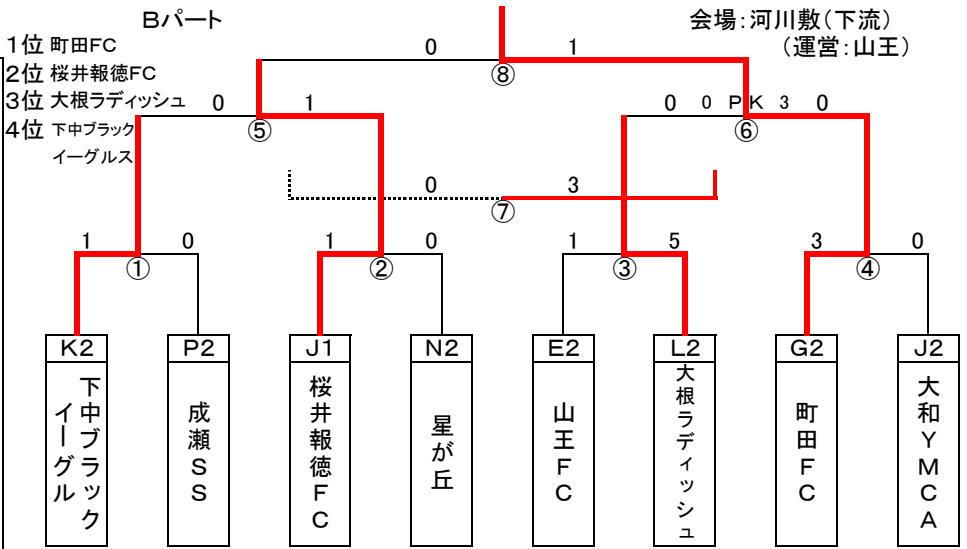 Bパート
会場:河川敷(下流)
(運営:山王)
1位 町田FC
2位 桜井報徳FC
3位 大根ラディッシュ
4位 下中ブラック
イーグルス
0 1
⑧
0 1
⑤
0 0 PK 3 0
⑥
0 3
⑦
1 0
①
1 0
②
1 5
③
3 0
④
K2 P2 J1 N2 E2 L2 G2 J2
下中ブラック
イーグル
成瀬SS
桜井報徳FC
星が丘
山王FC
大根ラディッシュ
町田FC
大和YMCA